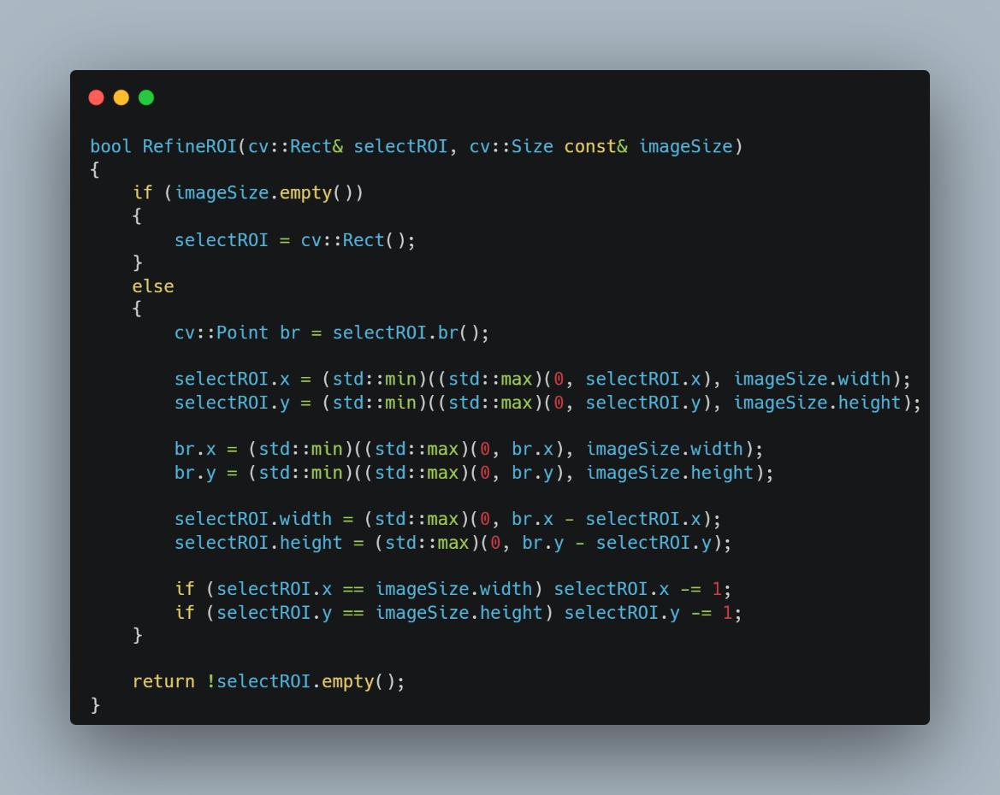 bool RefineROI(cv::Rect& selectROI, cv::Size const& imageSize)
{
    if (imageSize.empty())
    {
        selectROI = cv::Rect();
    }
    else
    {
        cv::Point br = selectROI.br();

        selectROI.x = (std::min)((std::max)(0, selectROI.x), imageSize.width);
        selectROI.y = (std::min)((std::max)(0, selectROI.y), imageSize.height);

        br.x = (std::min)((std::max)(0, br.x), imageSize.width);
        br.y = (std::min)((std::max)(0, br.y), imageSize.height);

        selectROI.width = (std::max)(0, br.x - selectROI.x);
        selectROI.height = (std::max)(0, br.y - selectROI.y);

        if (selectROI.x == imageSize.width) selectROI.x -= 1;
        if (selectROI.y == imageSize.height) selectROI.y -= 1;
    }

    return !selectROI.empty();
}